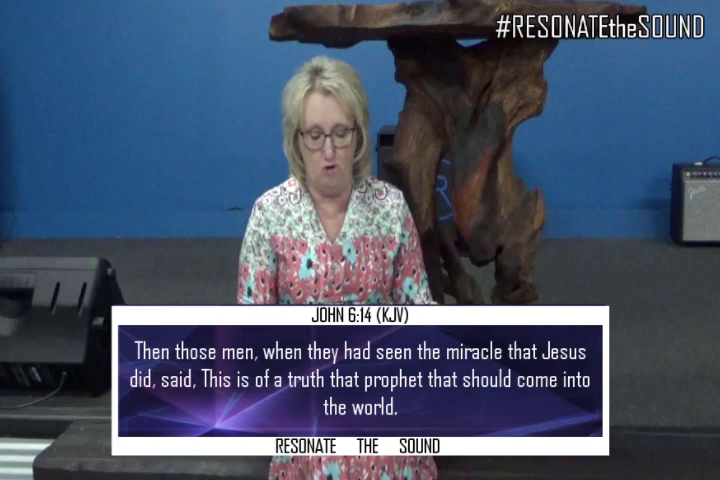 #RESONATEtheSOUND
JOHN 6:14 (KJV)
Then those men, when they had seen the miracle that Jesus
did, said, This is of a truth that prophet that should come into
the world.
RESONATE THE SOUND